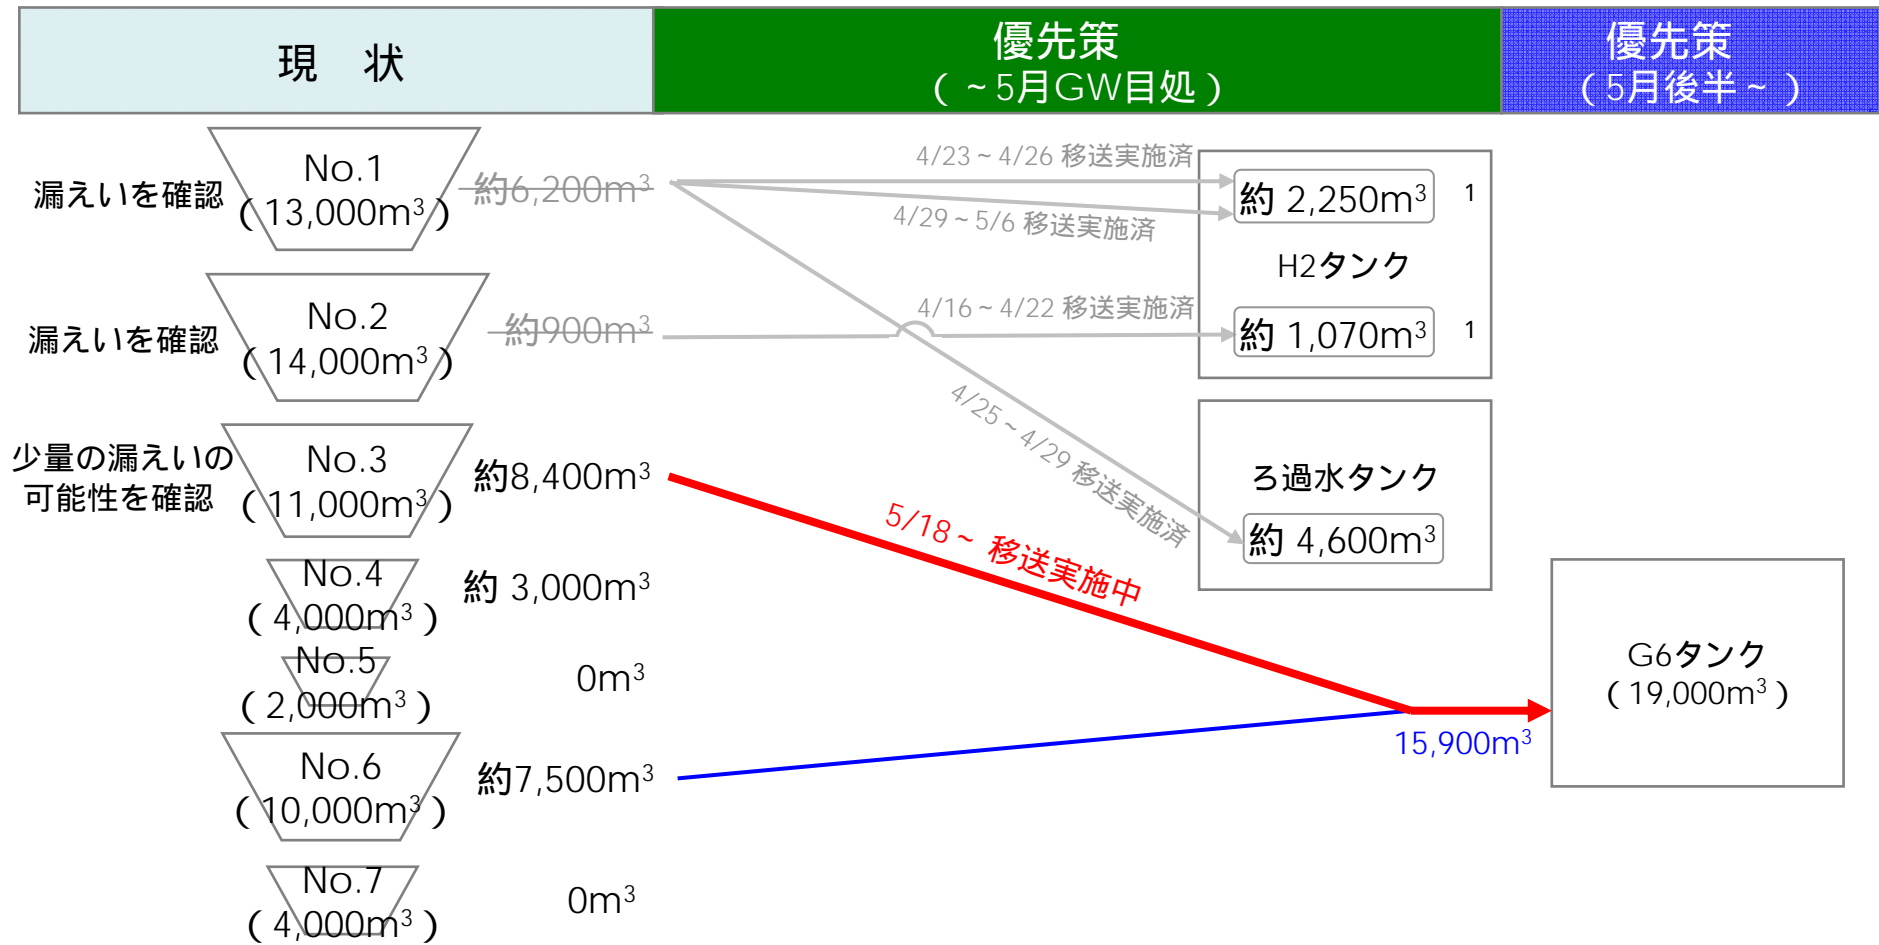 現　状
優先策
（ ~ 5月GW目処 ）
優先策
（ 5月後半 ~ ）
漏えいを確認
No.1
（ 13,000m³ ）
約6,200m³
4/23 ~ 4/26 移送実施済
4/29 ~ 5/6 移送実施済
約 2,250m³
1
H2タンク
漏えいを確認
No.2
（ 14,000m³ ）
約900m³
4/16 ~ 4/22 移送実施済
約 1,070m³
1
少量の漏えいの
可能性を確認
No.3
（ 11,000m³ ）
約8,400m³
4/25 ~ 4/29 移送実施済
5/18 ~ 移送実施中
ろ過水タンク
約 4,600m³
No.4
（ 4,000m³ ）
約 3,000m³
No.5
（ 2,000m³ ）
0m³
G6タンク
（ 19,000m³ ）
15,900m³
No.6
（ 10,000m³ ）
約7,500m³
No.7
（ 4,000m³ ）
0m³